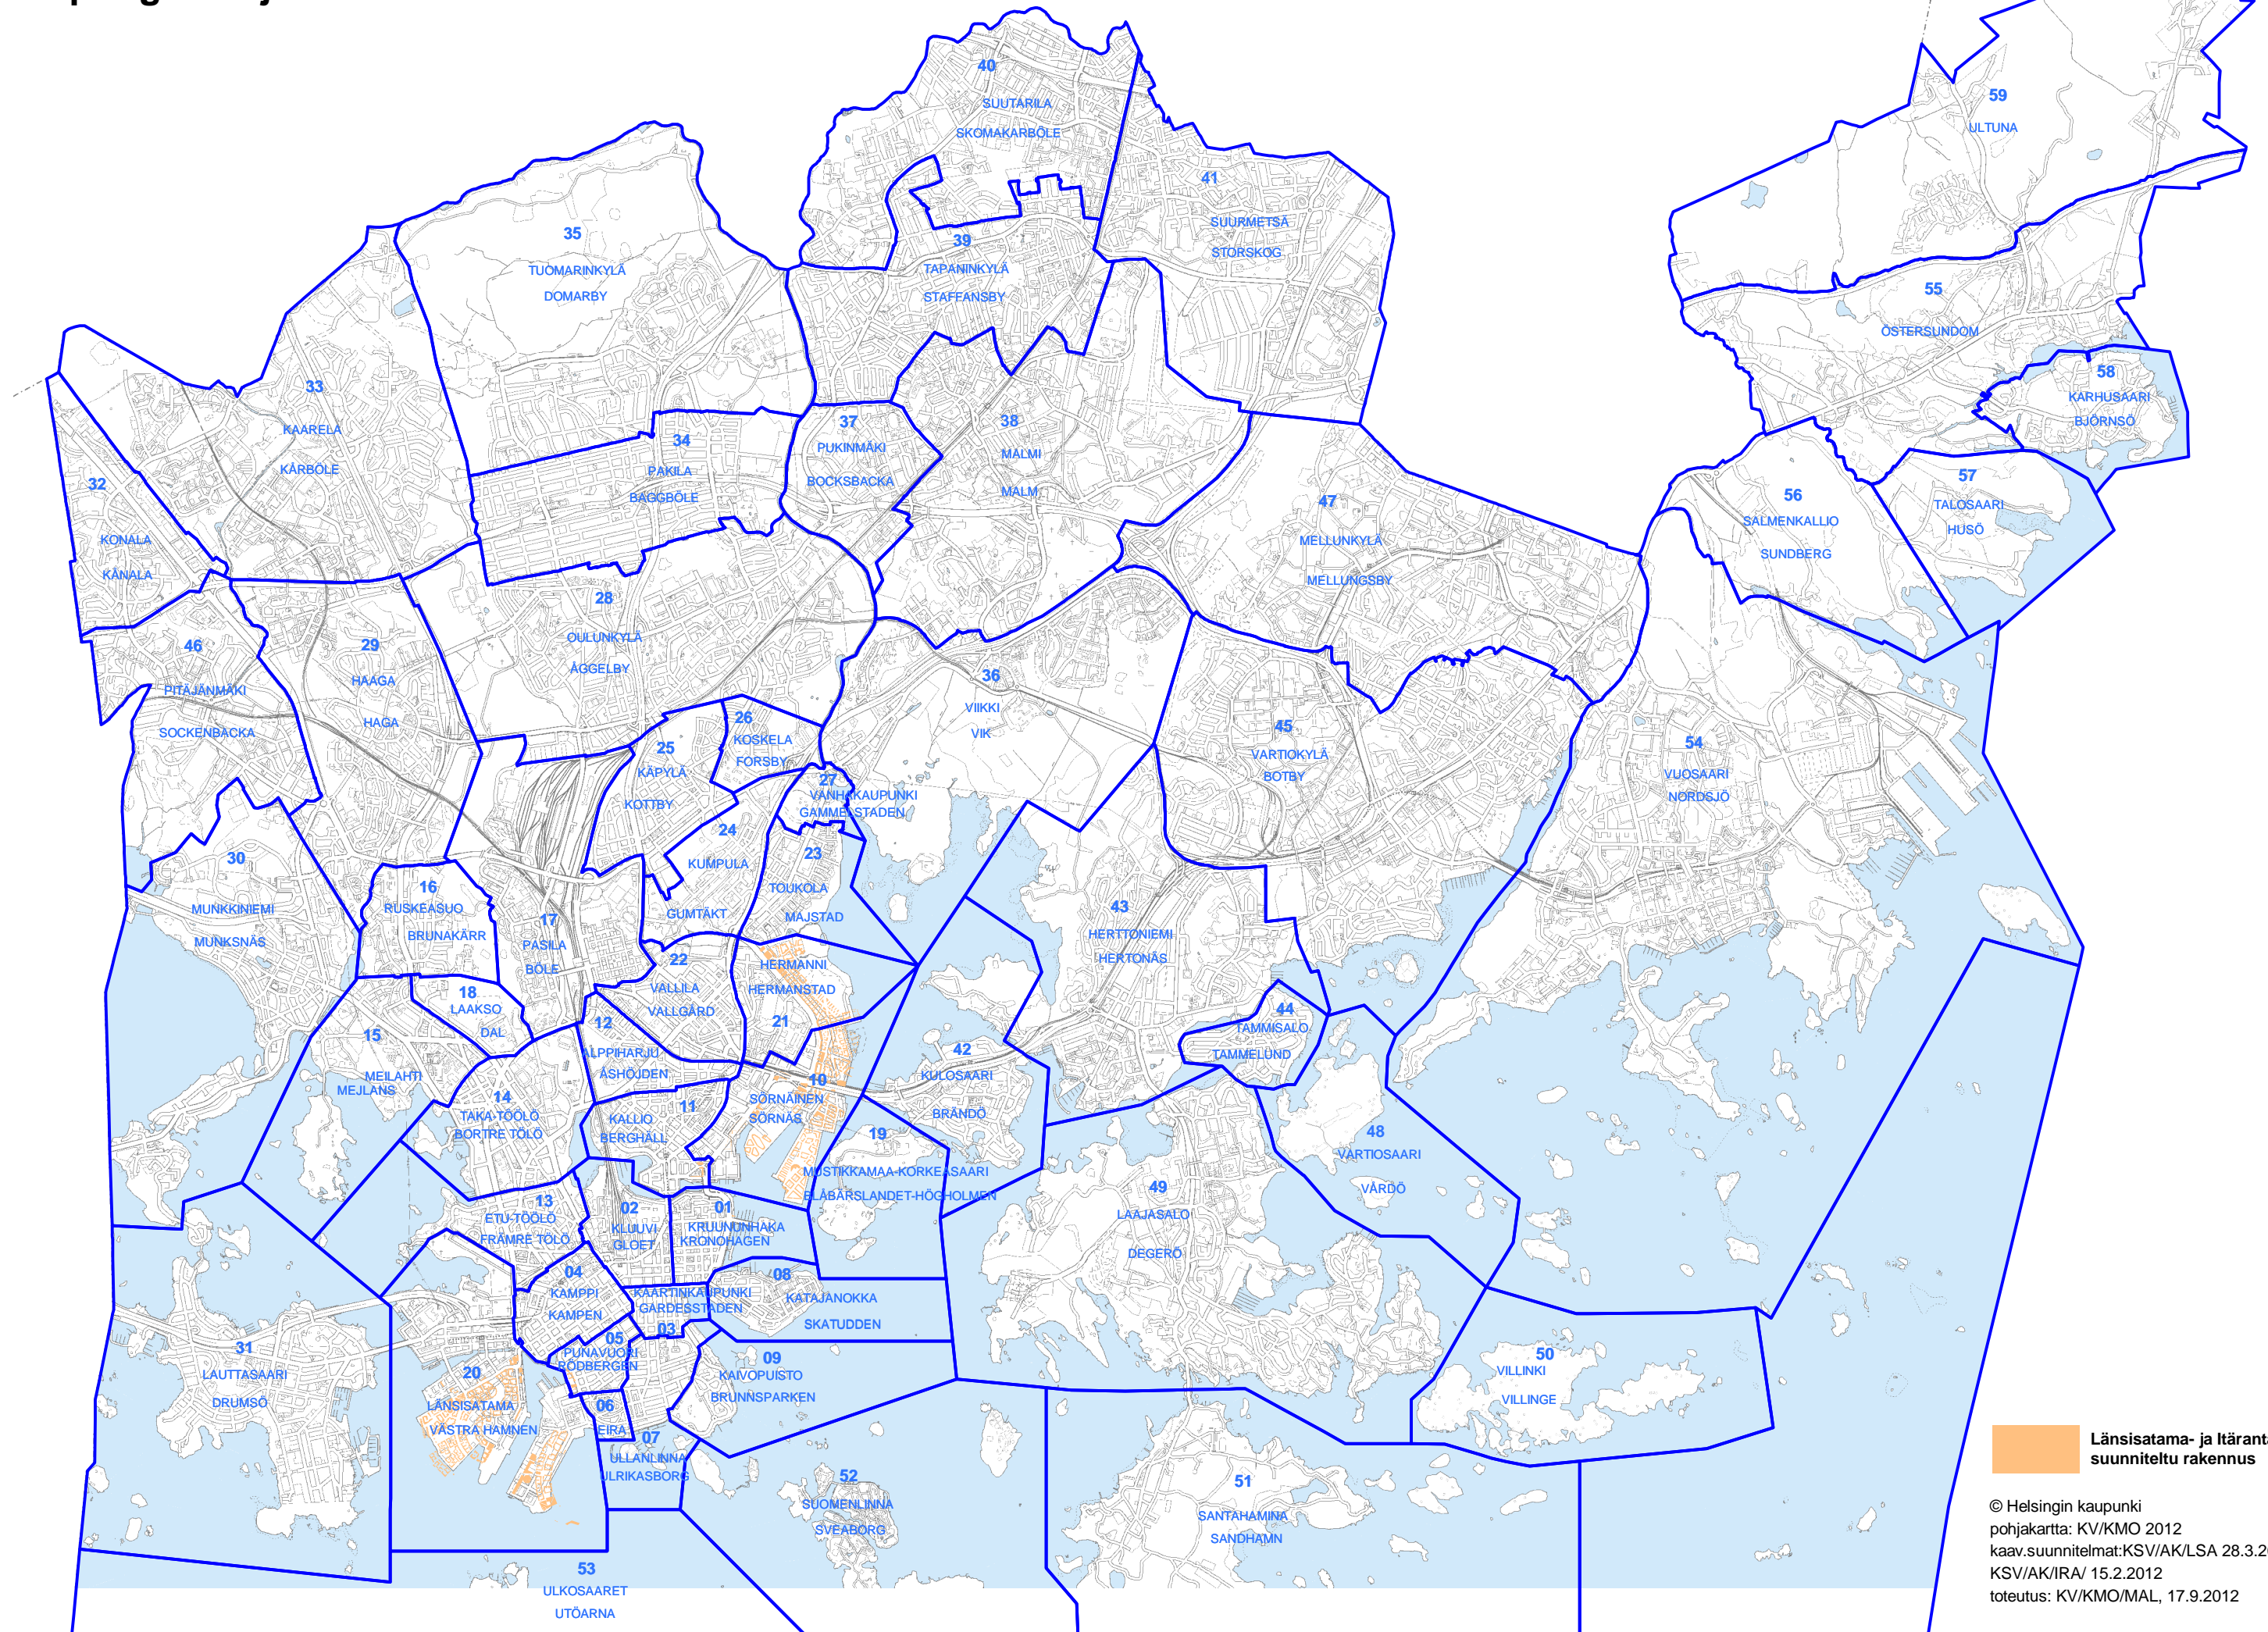 40
SUUTARILA
SKOMAKARBÖLE
59
ULTUNA
41
SUURMETSÄ
STORSKOG
35
TUOMARINKYLÄ
DOMARBY
39
TAPANINKYLÄ
STAFFANSBY
55
ÖSTERSUNDOM
58
KARHUSAARI
BJÖRNSÖ
33
KAARELA
KÅRBÖLE
34
PAKILA
BAGGBÖLE
37
PUKINMÄKI
BOCKSBACKA
38
MALMI
MALM
32
KONALA
KÅNALA
47
MELLUNKYLÄ
MELLUNGSBY
56
SALMENKALLIO
SUNDBERG
57
TALOSAARI
HUSÖ
28
OULUNKYLÄ
ÅGGELBY
46
PITÄJÄNMÄKI
SOCKENBACKA
29
HAAGA
HAGA
36
VIIKKI
VIK
26
KOSKELA
FORSBY
25
KÄPYLÄ
KOTTBY
45
VARTIOKYLÄ
BOTBY
54
VUOSAARI
NORDSJÖ
27
VANHAKAUPUNKI
GAMMELSTADEN
24
KUMPULA
GUMTÄKT
23
TOUKOLA
MAJSTAD
30
MUNKKINIEMI
MUNKSNÄS
16
RUSKEASUO
BRUNAKÄRR
17
PASILA
BÖLE
43
HERTTONIEMI
HERTONÄS
22
VALLILA
VALLGÅRD
HERMANNI
HERMANSTAD
21
18
LAAKSO
DAL
44
TAMMISALO
TAMMELUND
15
MEILAHTI
MEJLANS
12
ALPPIHARJU
ÅSHÖJDEN
42
KULOSAARI
BRÄNDÖ
10
SÖRNÄINEN
SÖRNÄS
14
TAKA-TÖÖLÖ
BORTRE TÖLÖ
11
KALLIO
BERGHÄLL
19
MUSTIKKAMAA-KORKEASAARI
BLÅBÄRSLANDET-HÖGHOLMEN
48
VARTIOSAARI
VÅRDÖ
49
LAAJASALO
DEGERÖ
13
ETU-TÖÖLÖ
FRÄMRE TÖLÖ
02
KLUUVI
GLOET
01
KRUUNUNHAKA
KRONOHAGEN
04
KAMPPI
KAMPEN
KAARTINKAUPUNKI
GARDESSTADEN
03
08
KATAJANOKKA
SKATUDDEN
05
PUNAVUORI
RÖDBERGEN
31
LAUTTASAARI
DRUMSÖ
20
LÄNSISATAMA
VÄSTRA HAMNEN
09
KAIVOPUISTO
BRUNNSPARKEN
50
VILLINKI
VILLINGE
06
EIRA
07
ULLANLINNA
ULRIKASBORG
52
SUOMENLINNA
SVEABORG
51
SANTAHAMINA
SANDHAMN
53
ULKOSAARET
UTÖARNA
Länsisatama- ja
suunniteltu rakennus
© Helsingin kaupunki
pohjakartta: KV/KMO 2012
kaav.suunnitelmat:KSV/AK/LSA
KSV/AK/IRA/ 15.2.2012
toteutus: KV/KMO/MAL, 17.9.2012